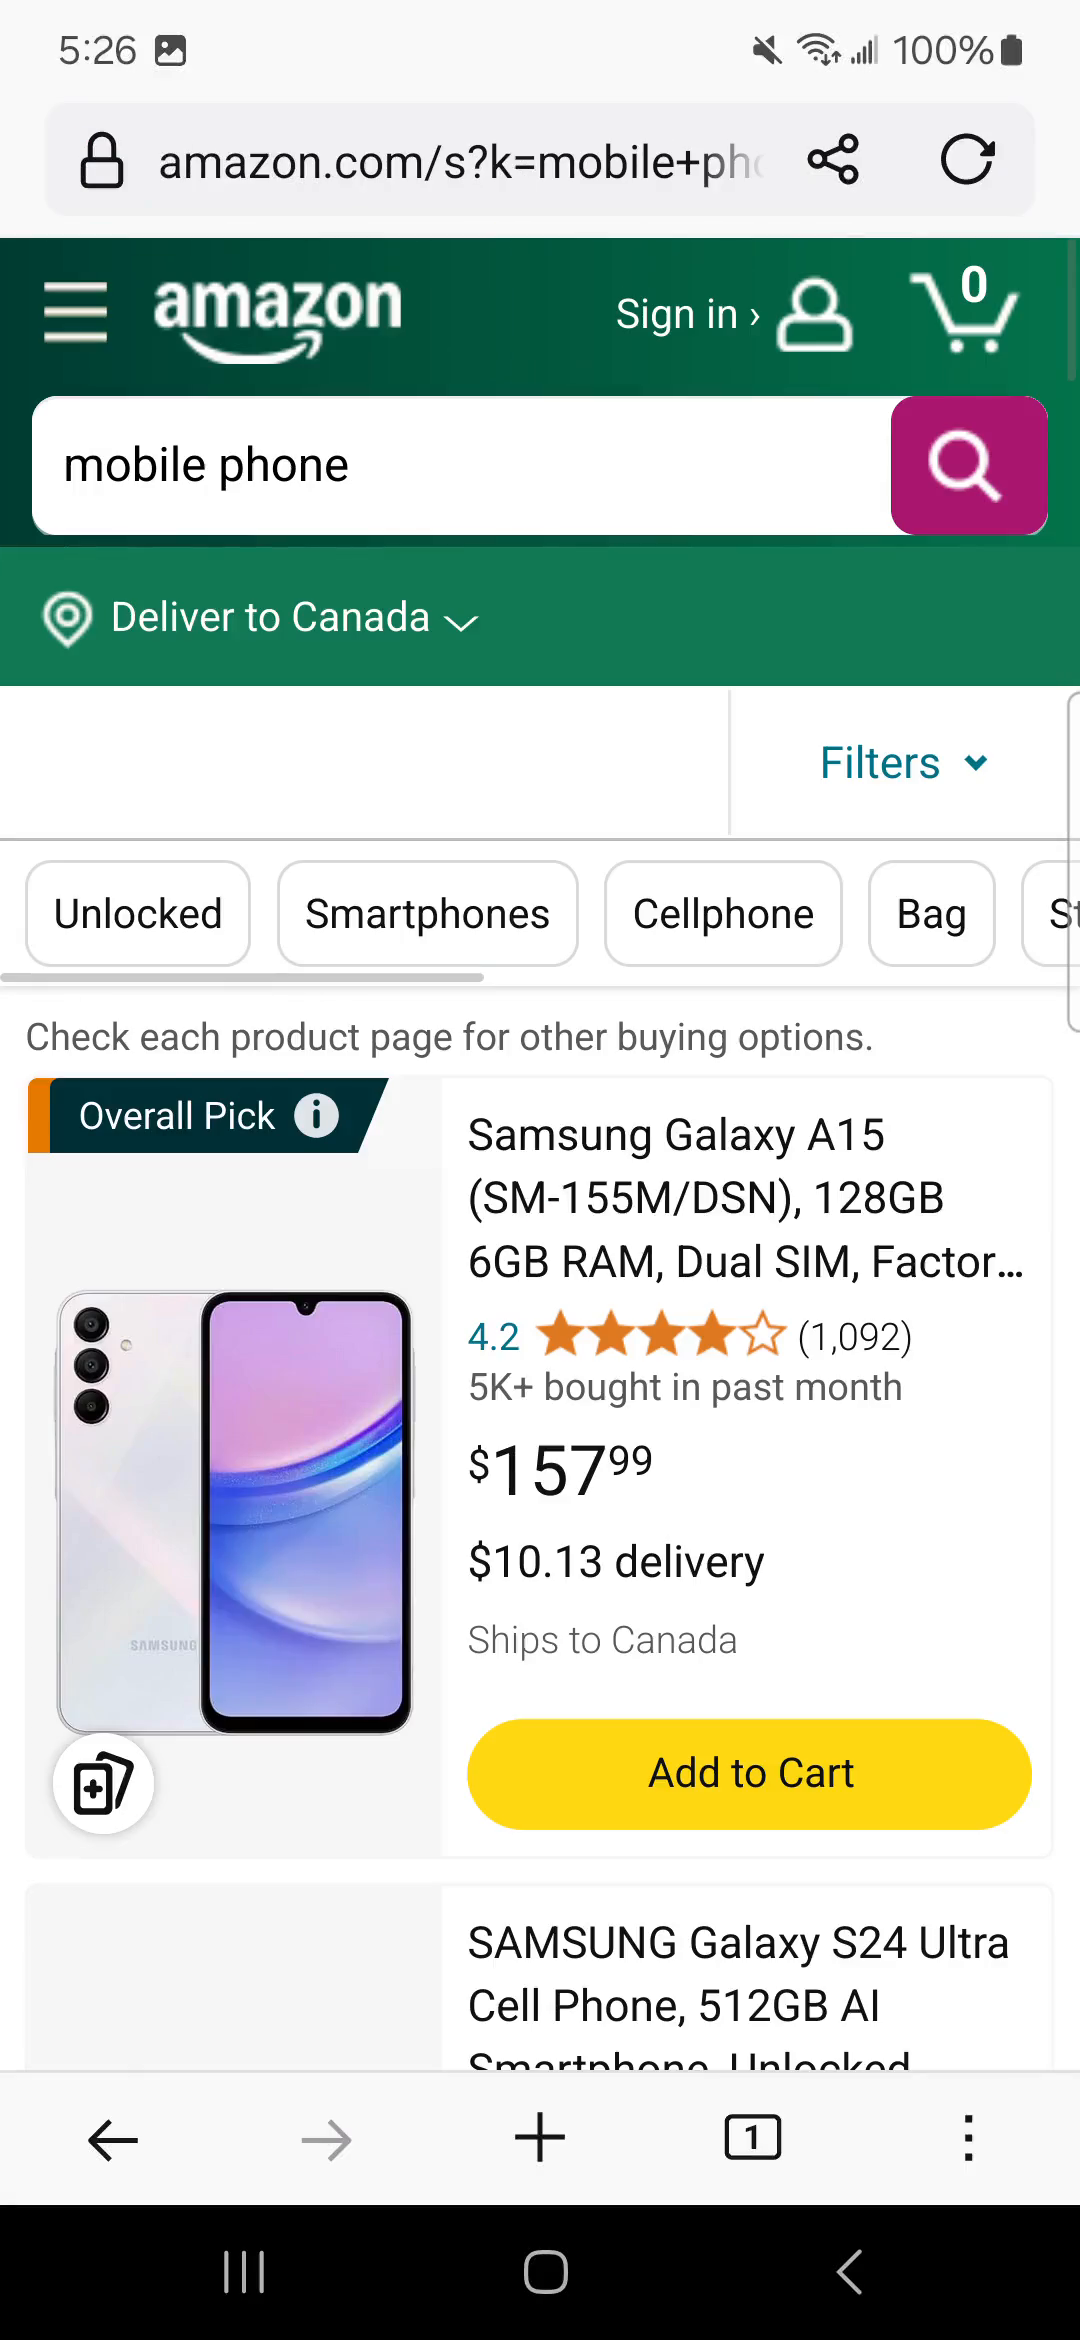 5:26
100%
amazon.com/s?k=mobile+pho
amazon
Sign in ›
0
mobile phone
Deliver to Canada
Filters
Unlocked
Smartphones
Cellphone
Bag
St
Check each product page for other buying options.
Overall Pick
Samsung Galaxy A15
(SM-155M/DSN), 128GB
6GB RAM, Dual SIM, Factor...
4.2 (1,092)
5K+ bought in past month
$157 99
$10.13 delivery
Ships to Canada
SAMSUNG
Add to Cart
SAMSUNG Galaxy S24 Ultra
Cell Phone, 512GB AI
Smartphone, Unlocked
1